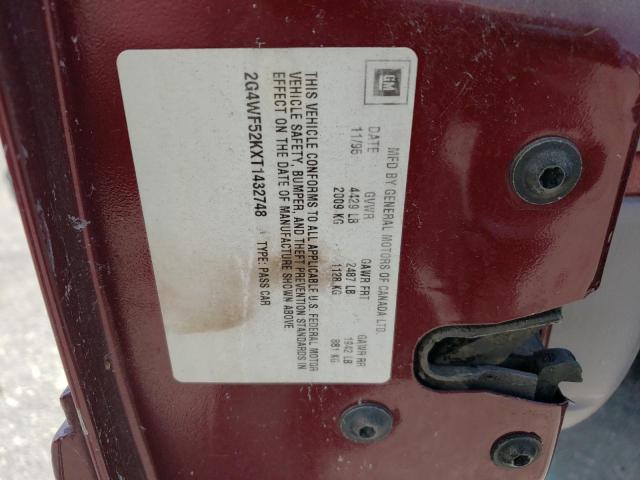 GM
MFD BY GENERAL MOTORS OF CANADA LTD.
DATE GVWR GAWR FRT GAWR RR
11/95 4429 LB 2487 LB 1942 LB
2009 KG 1128 KG 881 KG
THIS VEHICLE CONFORMS TO ALL APPLICABLE U.S. FEDERAL MOTOR
VEHICLE SAFETY, BUMPER, AND THEFT PREVENTION STANDARDS IN
EFFECT ON THE DATE OF MANUFACTURE SHOWN ABOVE
2G4WF52KXT1432748 TYPE: PASS CAR